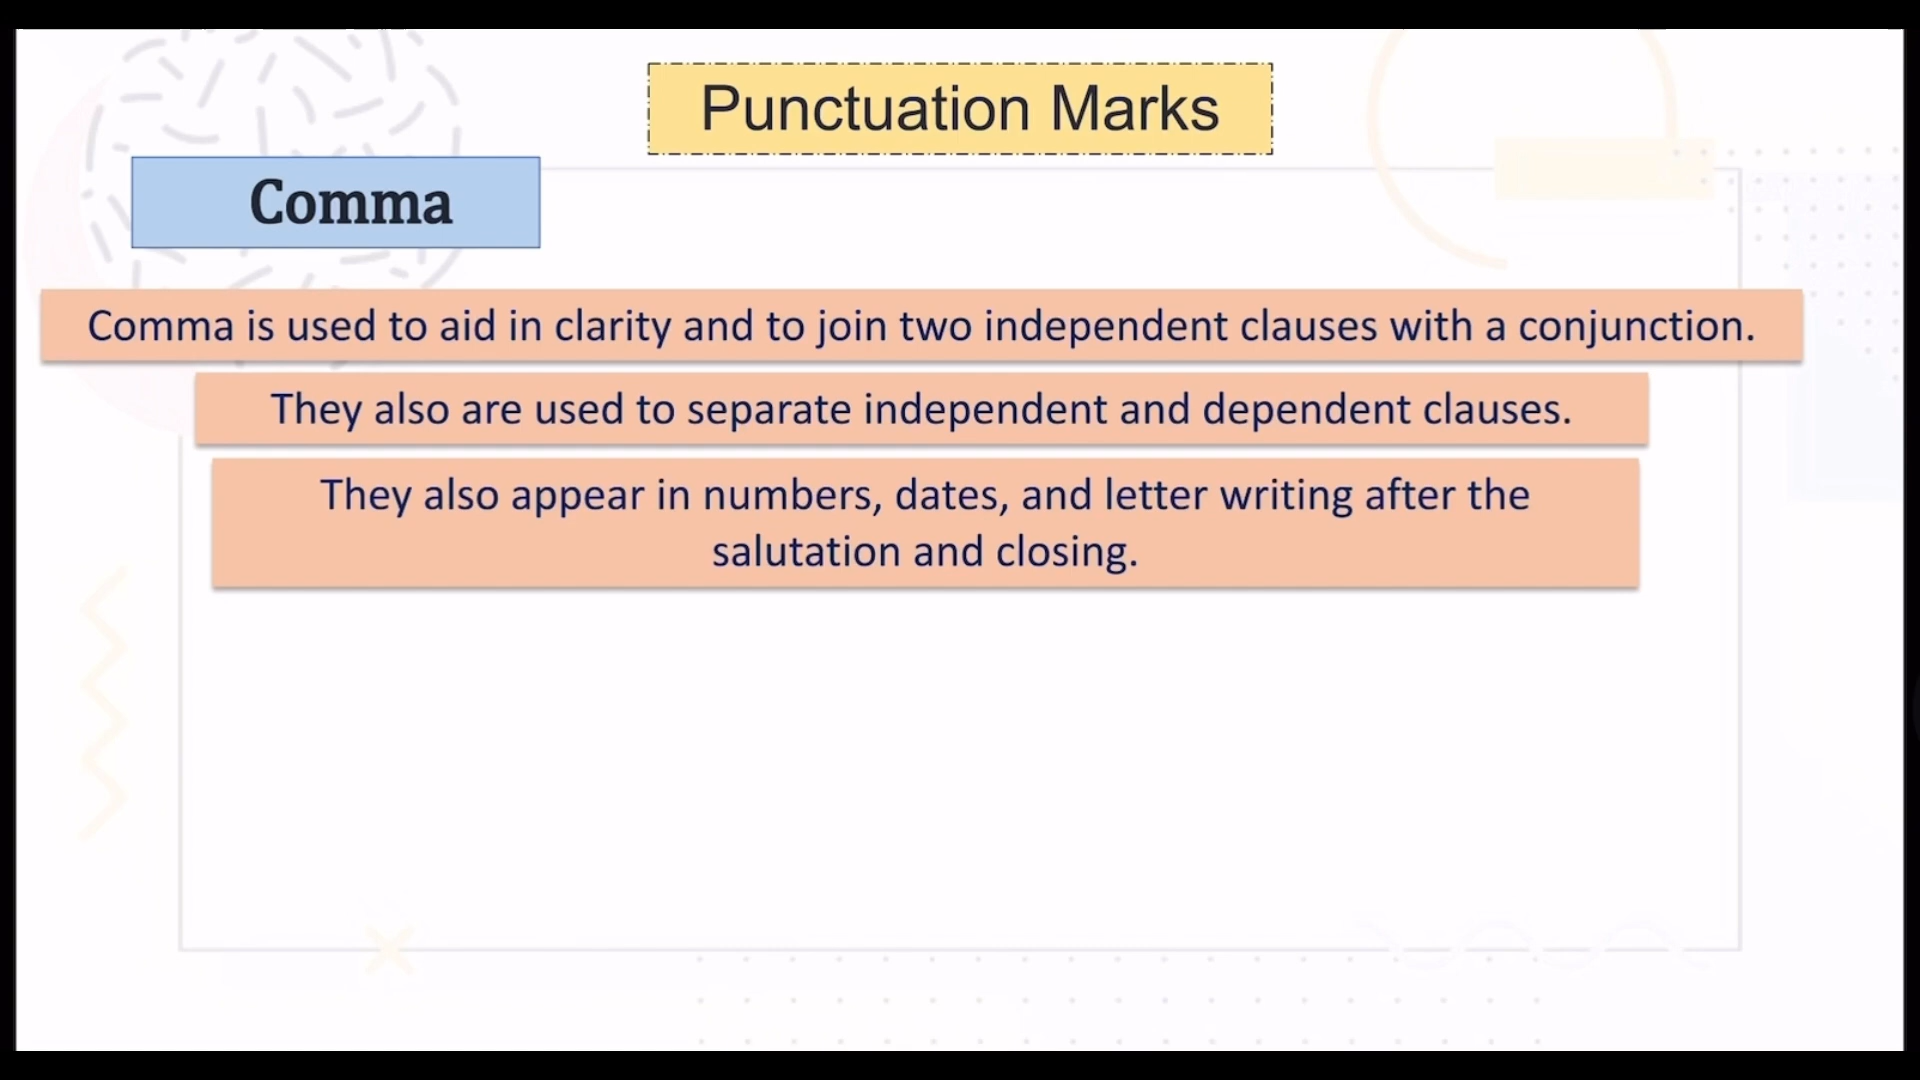 Punctuation Marks
Comma
Comma is used to aid in clarity and to join two independent clauses with a conjunction.
They also are used to separate independent and dependent clauses.
They also appear in numbers, dates, and letter writing after the
salutation and closing.